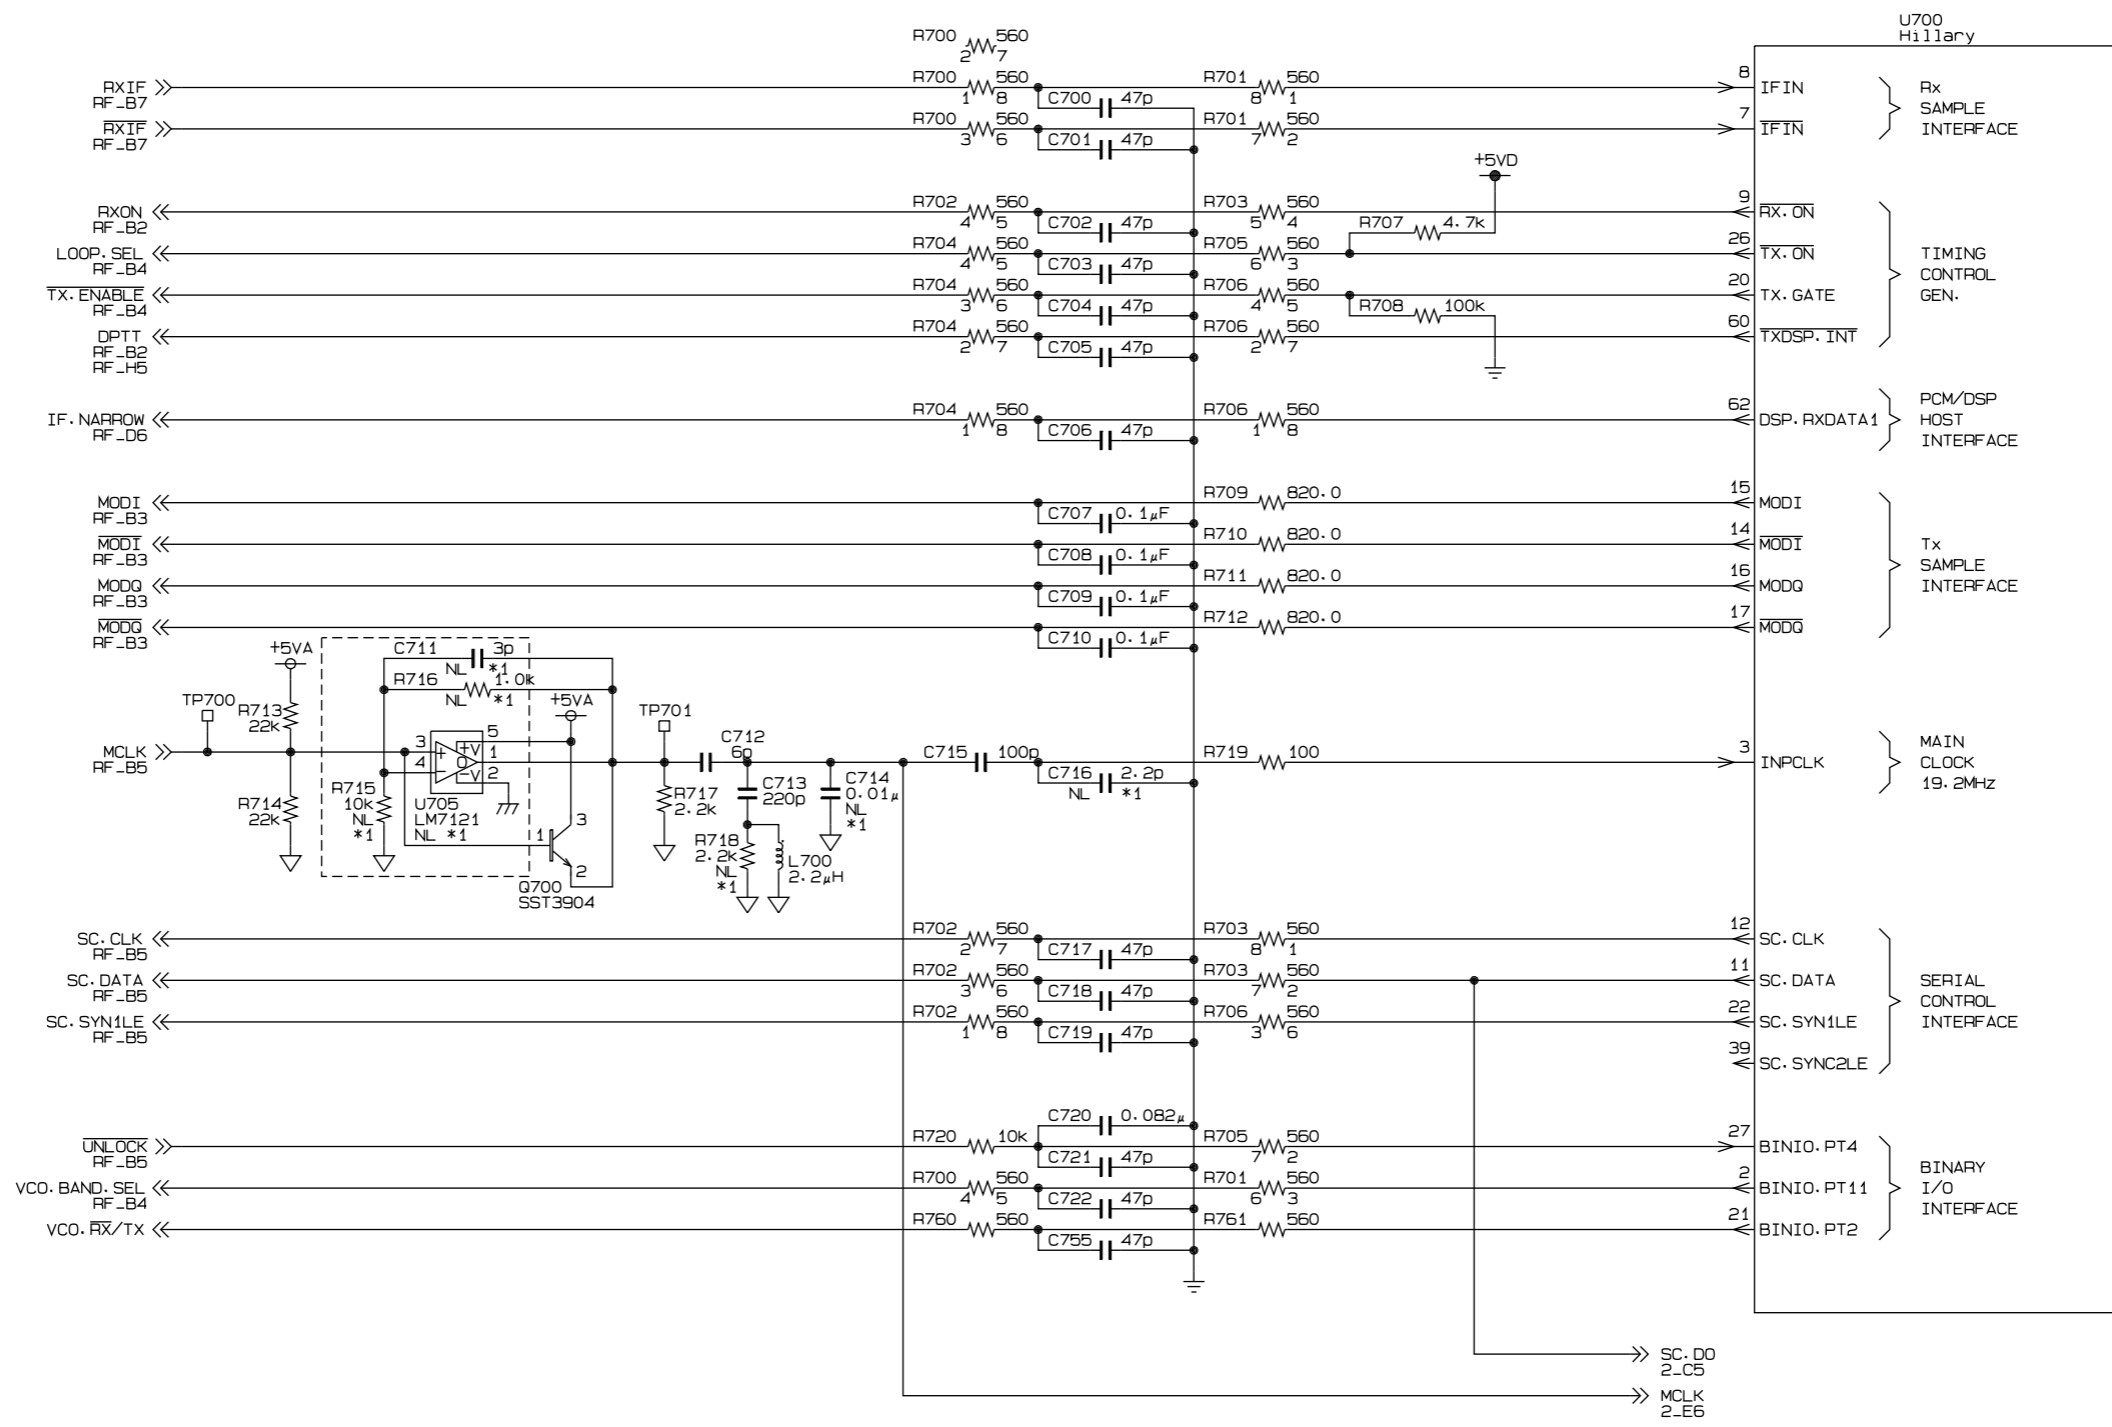 U700
Hillary
R700 560
2 7
RXIF
RF_B7
R700 560
1 8
C700 47p
R701 560
8 1
8
IFIN
Rx
SAMPLE
INTERFACE
RXIF
RF_B7
R700 560
3 6
C701 47p
R701 560
7 2
7
IFIN
+5VD
RXON
RF_B2
R702 560
4 5
C702 47p
R703 560
5 4
R707 4.7k
9
RX.ON
LOOP.SEL
RF_B4
R704 560
4 5
C703 47p
R705 560
6 3
26
TX.ON
TIMING
CONTROL
GEN.
TX.ENABLE
RF_B4
R704 560
3 6
C704 47p
R706 560
4 5
R708 100k
20
TX.GATE
DPTT
RF_B2
RF_H5
R704 560
2 7
C705 47p
R706 560
2 7
60
TXDSP.INT
IF.NARROW
RF_D6
R704 560
1 8
C706 47p
R706 560
1 8
62
DSP.RXDATA1
PCM/DSP
HOST
INTERFACE
MODI
RF_B3
C707 0.1µF
R709 820.0
15
MODI
MODI
RF_B3
C708 0.1µF
R710 820.0
14
MODI
Tx
SAMPLE
INTERFACE
MODQ
RF_B3
C709 0.1µF
R711 820.0
16
MODQ
MODQ
RF_B3
C710 0.1µF
R712 820.0
17
MODQ
+5VA
C711 3p
NL *1
R716 1.0k
NL *1
+5VA
TP700
R713
22k
TP701
MCLK
RF_B5
3
4
+
−
+V
O
−V
5
1
2
R714
22k
R715
10k
NL
*1
U705
LM7121
NL *1
1
3
2
Q700
SST3904
R717
2.2k
C712
6p
C713
220p
C714
0.01µ
NL
*1
R718
2.2k
NL
*1
L700
2.2µH
C715 100p
C716 2.2p
NL *1
R719 100
3
INPCLK
MAIN
CLOCK
19.2MHz
SC.CLK
RF_B5
R702 560
2 7
C717 47p
R703 560
8 1
12
SC.CLK
SC.DATA
RF_B5
R702 560
3 6
C718 47p
R703 560
7 2
11
SC.DATA
SERIAL
CONTROL
INTERFACE
SC.SYN1LE
RF_B5
R702 560
1 8
C719 47p
R706 560
3 6
22
SC.SYN1LE
39
SC.SYNC2LE
C720 0.082µ
UNLOCK
RF_B5
R720 10k
C721 47p
R705 560
7 2
27
BINIO.PT4
VCO.BAND.SEL
RF_B4
R700 560
4 5
C722 47p
R701 560
6 3
2
BINIO.PT11
BINARY
I/O
INTERFACE
VCO.RX/TX
R760 560
C755 47p
R761 560
21
BINIO.PT2
SC.DO
2_C5
MCLK
2_E6